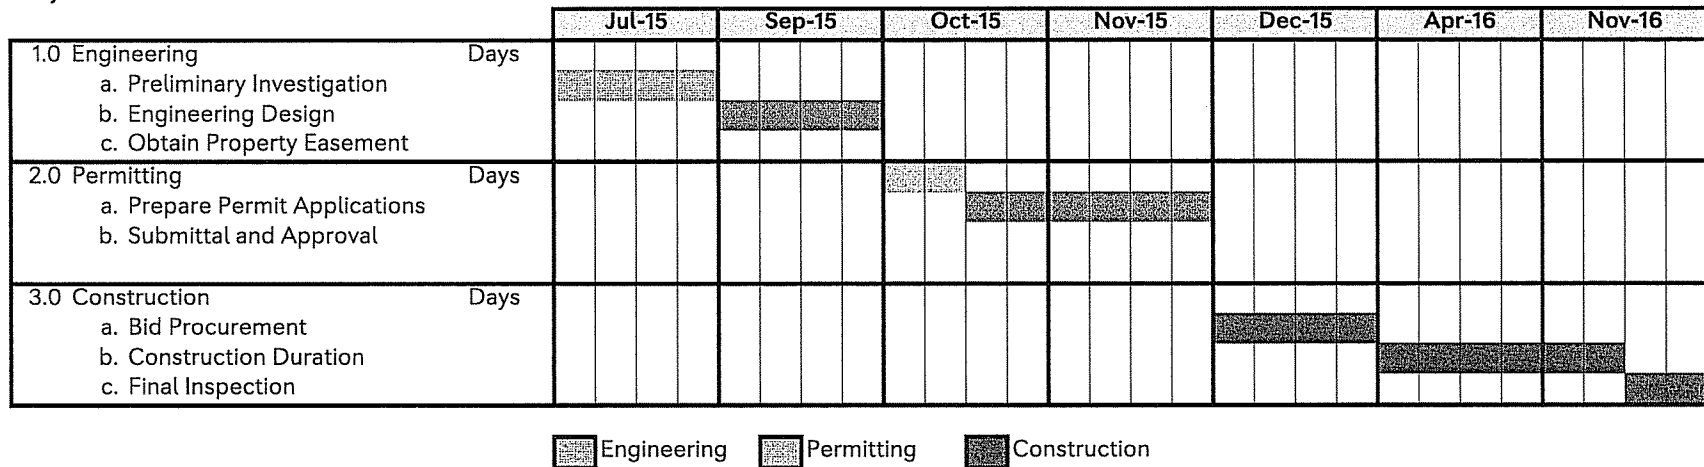 Jul-15 Sep-15 Oct-15 Nov-15 Dec-15 Apr-16 Nov-16
1.0 Engineering Days
a. Preliminary Investigation
b. Engineering Design
c. Obtain Property Easement
2.0 Permitting Days
a. Prepare Permit Applications
b. Submittal and Approval
3.0 Construction Days
a. Bid Procurement
b. Construction Duration
c. Final Inspection
Engineering Permitting Construction